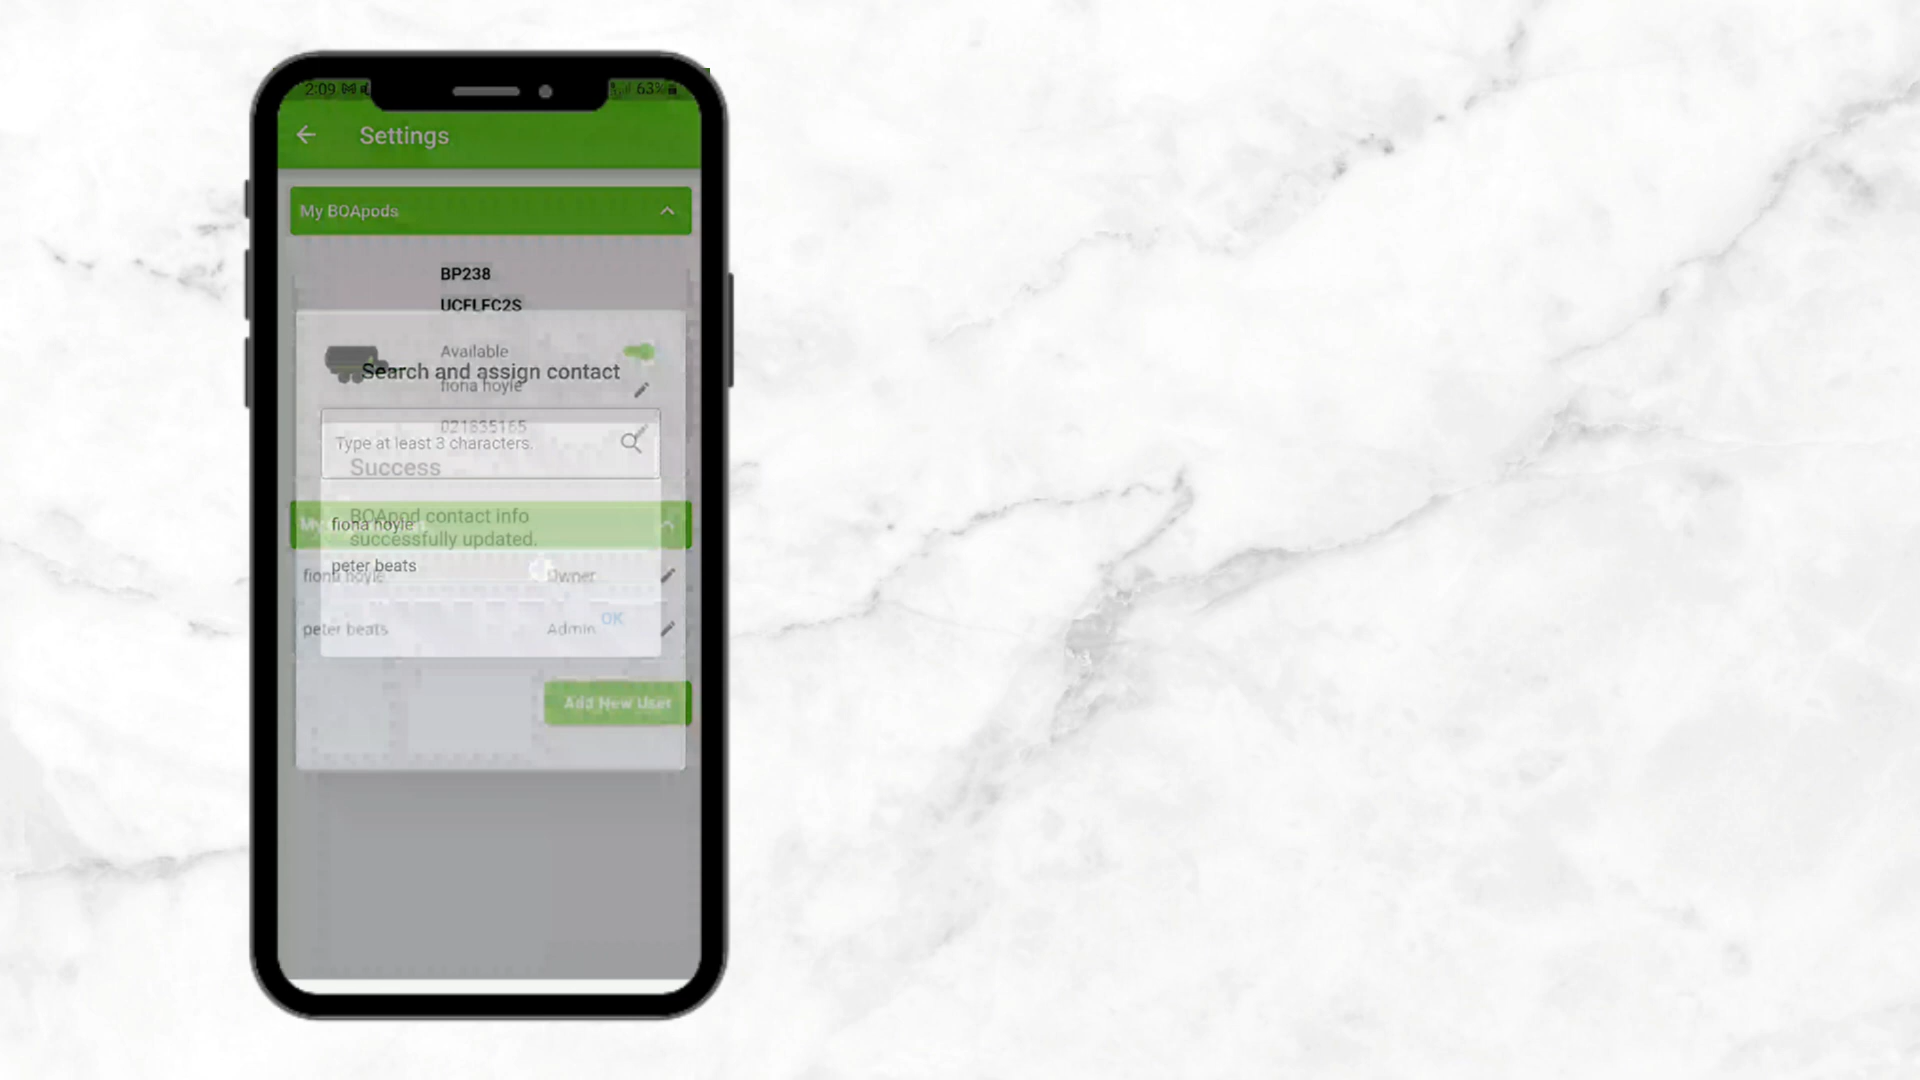 2:09 63%
Settings
My BOApods
BP238
UCFLFC2S
Available
Search and assign contact
fiona hoyle
021835165
Type at least 3 characters.
Success
BOApod contact info
My
fiona hoyle
successfully updated.
peter beats
fiona hoyle Owner
OK
peter beats Admin
Add New User